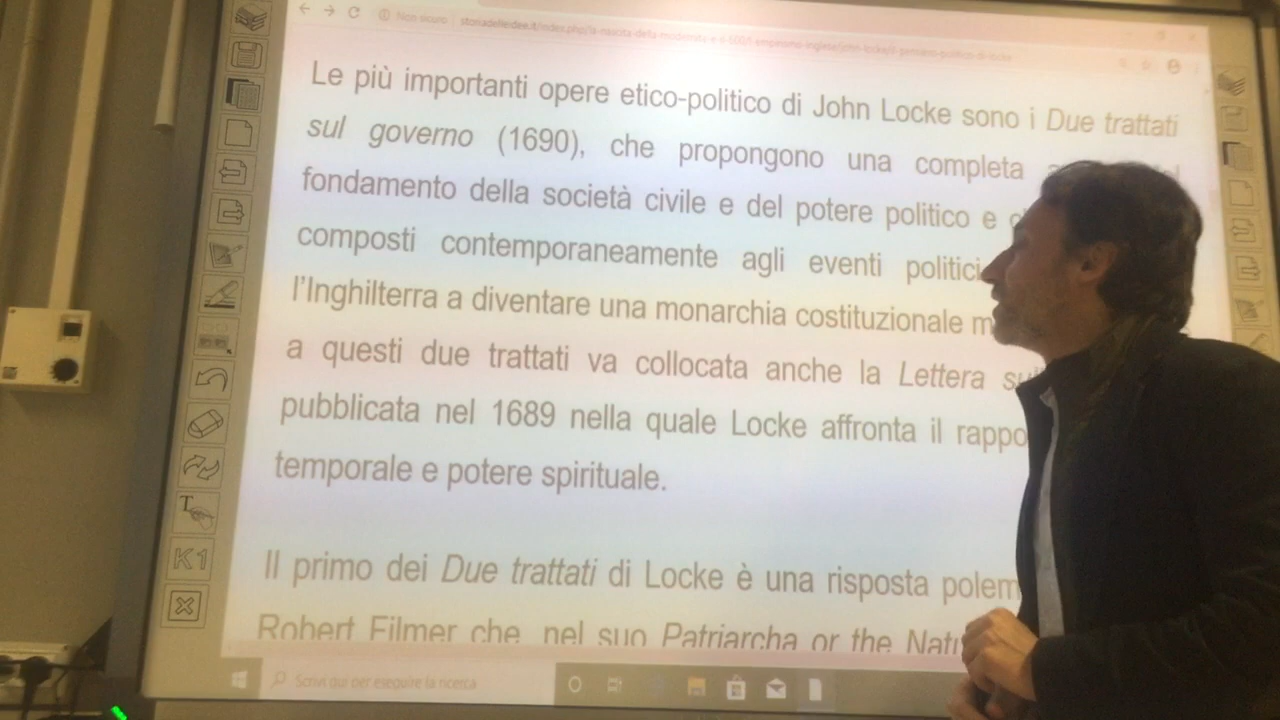 Non sicuro
Le più importanti opere etico-politico di John Locke sono i Due trattati
sul governo (1690), che propongono una completa
fondamento della società civile e del potere politico e
composti contemporaneamente agli eventi politici
l'Inghilterra a diventare una monarchia costituzionale m
a questi due trattati va collocata anche la Lettera su
pubblicata nel 1689 nella quale Locke affronta il rappo
temporale e potere spirituale.
Il primo dei Due trattati di Locke è una risposta polem
Robert Filmer che, nel suo Patriarcha or the Natu
Scrivi qui per eseguire la ricerca
T
K1